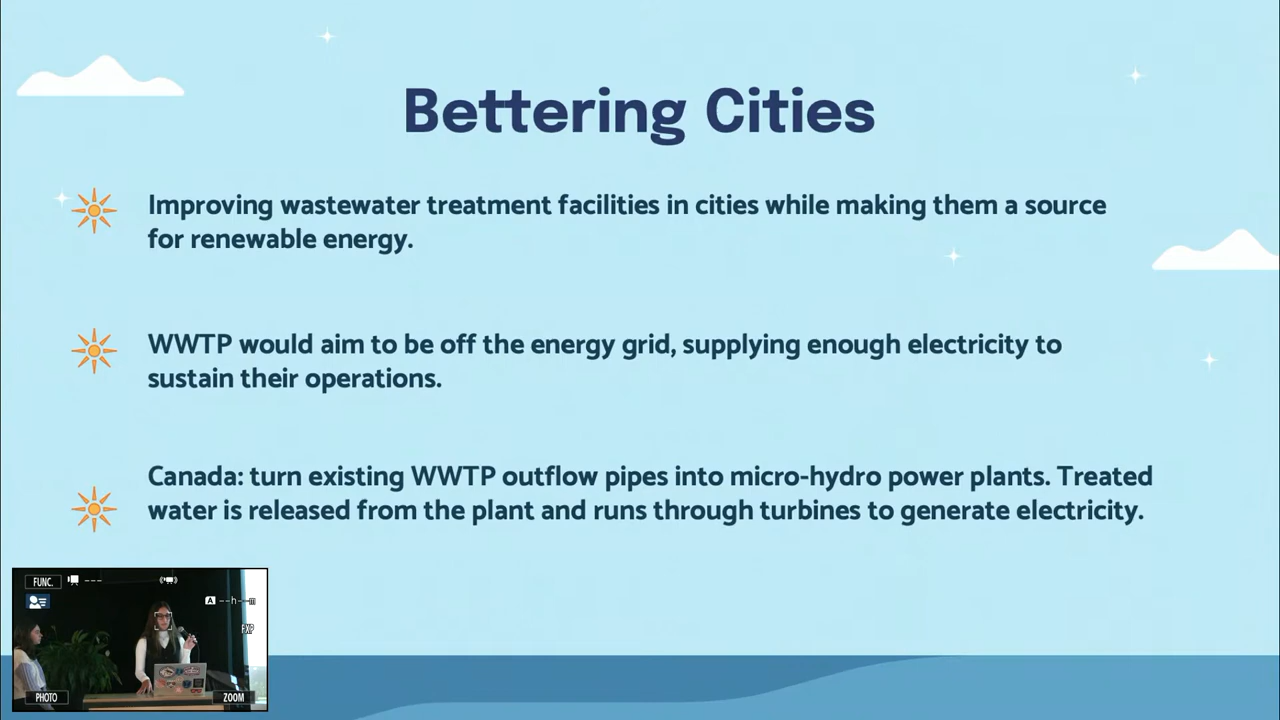 Bettering Cities
Improving wastewater treatment facilities in cities while making them a source
for renewable energy.
WWTP would aim to be off the energy grid, supplying enough electricity to
sustain their operations.
Canada: turn existing WWTP outflow pipes into micro-hydro power plants. Treated
water is released from the plant and runs through turbines to generate electricity.
FUNC. ---
A --h--m
EXP
PHOTO ZOOM